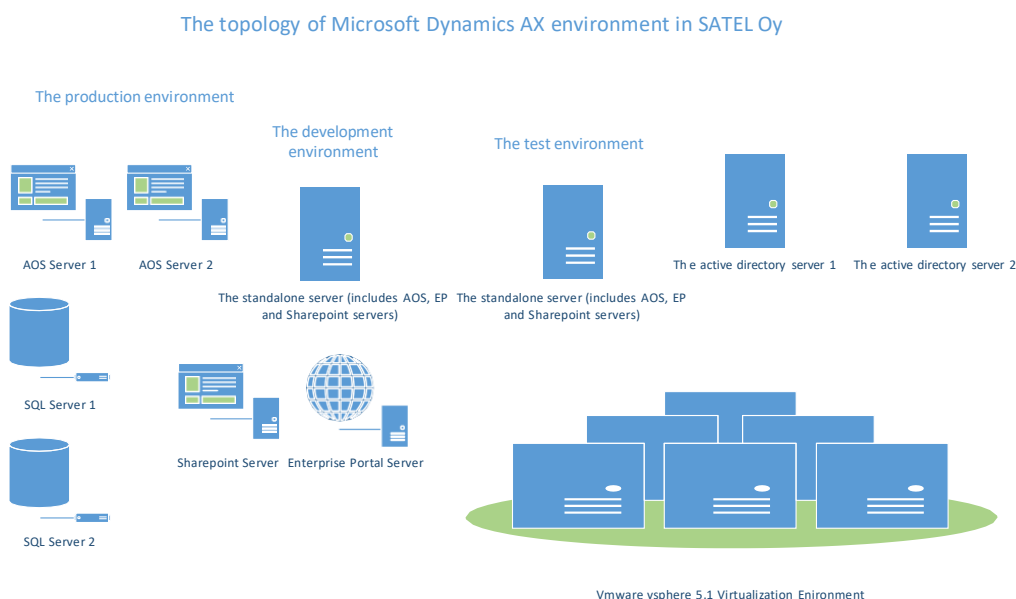 The topology of Microsoft Dynamics AX environment in SATEL Oy
The production environment
The development
environment
The test environment
AOS Server 1
AOS Server 2
The standalone server (includes AOS, EP
and Sharepoint servers)
The standalone server (includes AOS, EP
and Sharepoint servers)
The active directory server 1
The active directory server 2
SQL Server 1
Sharepoint Server
Enterprise Portal Server
SQL Server 2
Vmware vsphere 5.1 Virtualization Enironment